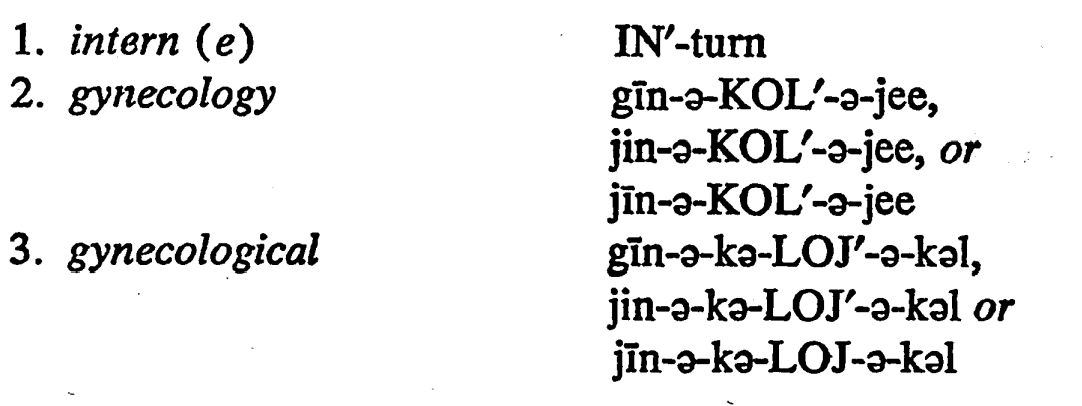 1. intern (e) IN′-turn
2. gynecology gīn-ə-KOL′-ə-jee,
jin-ə-KOL′-ə-jee, or
jīn-ə-KOL′-ə-jee
3. gynecological gīn-ə-kə-LOJ′-ə-kəl,
jin-ə-kə-LOJ′-ə-kəl or
jīn-ə-kə-LOJ-ə-kəl